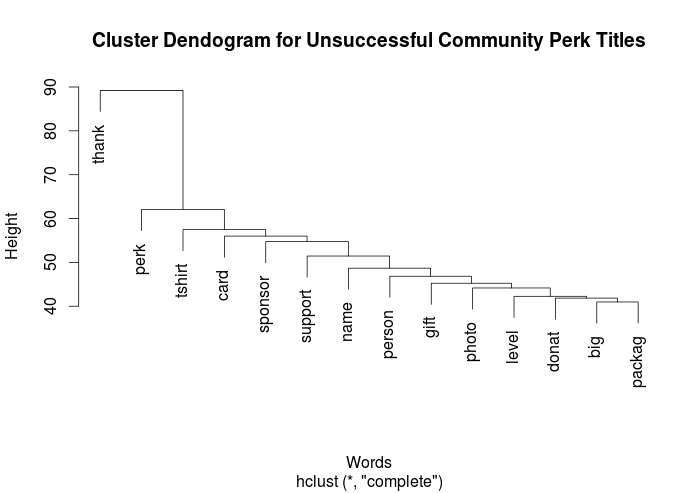 Cluster Dendogram for Unsuccessful Community Perk Titles
Height
90
80
70
60
50
40
thank
perk
tshirt
card
sponsor
support
name
person
gift
photo
level
donat
big
packag
Words
hclust (*, "complete")